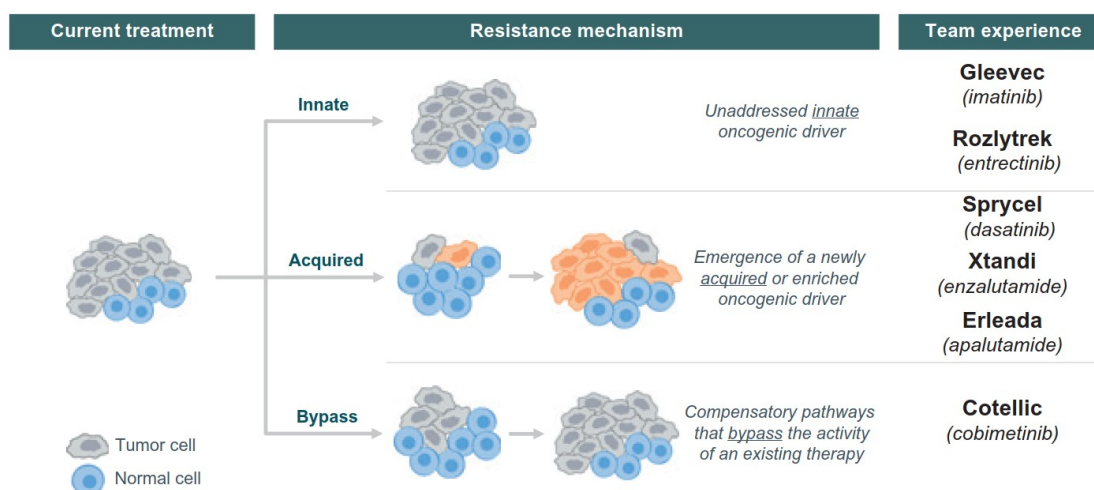 Current treatment
Resistance mechanism
Team experience
Innate
Unaddressed innate
oncogenic driver
Gleevec
(imatinib)
Rozlytrek
(entrectinib)
Acquired
Emergence of a newly
acquired or enriched
oncogenic driver
Sprycel
(dasatinib)
Xtandi
(enzalutamide)
Erleada
(apalutamide)
Bypass
Compensatory pathways
that bypass the activity
of an existing therapy
Cotellic
(cobimetinib)
Tumor cell
Normal cell